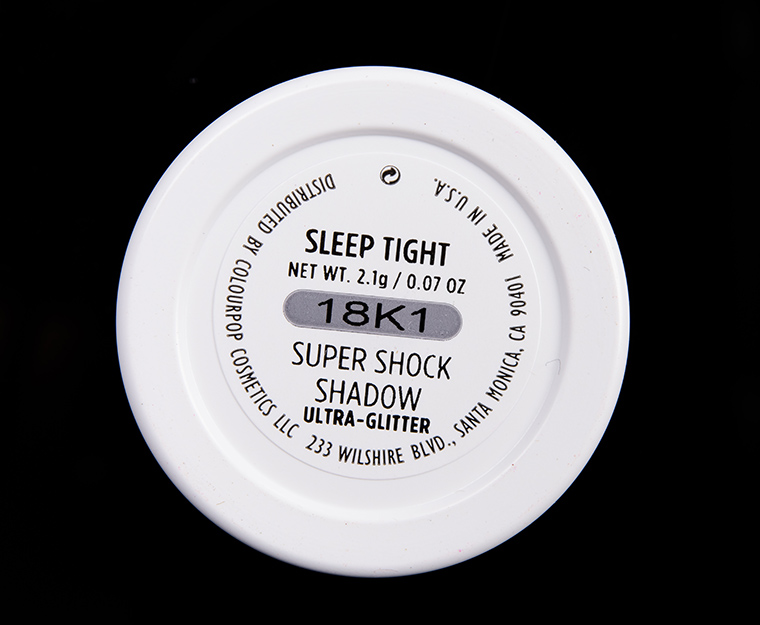 SLEEP TIGHT
NET WT. 2.1g / 0.07 OZ
18K1
SUPER SHOCK
SHADOW
ULTRA-GLITTER
DISTRIBUTED BY COLOURPOP COSMETICS LLC 233 WILSHIRE BLVD., SANTA MONICA, CA 90401 MADE IN U.S.A.